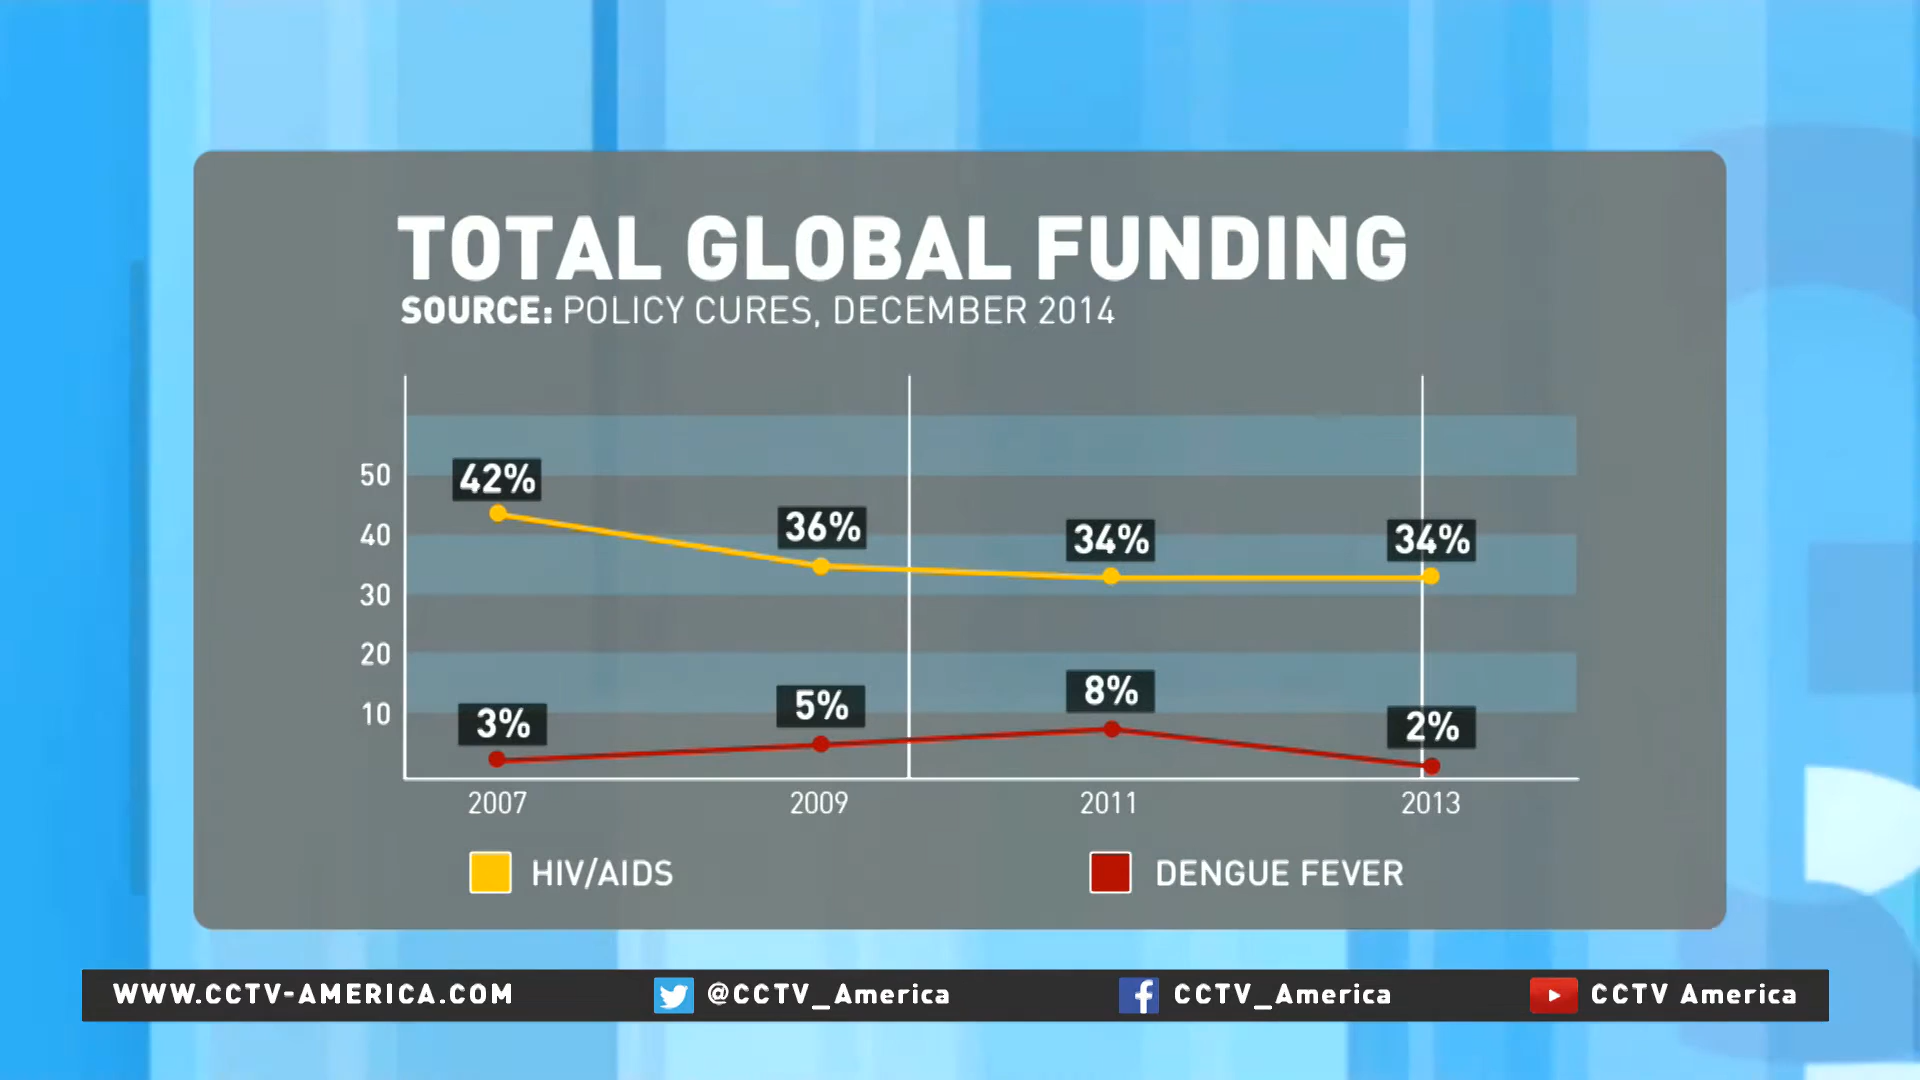 TOTAL GLOBAL FUNDING
SOURCE: POLICY CURES, DECEMBER 2014
50
40
30
20
10
42%
36%
34%
34%
3%
5%
8%
2%
2007 2009 2011 2013
HIV/AIDS DENGUE FEVER
WWW.CCTV-AMERICA.COM @CCTV_America CCTV_America CCTV America